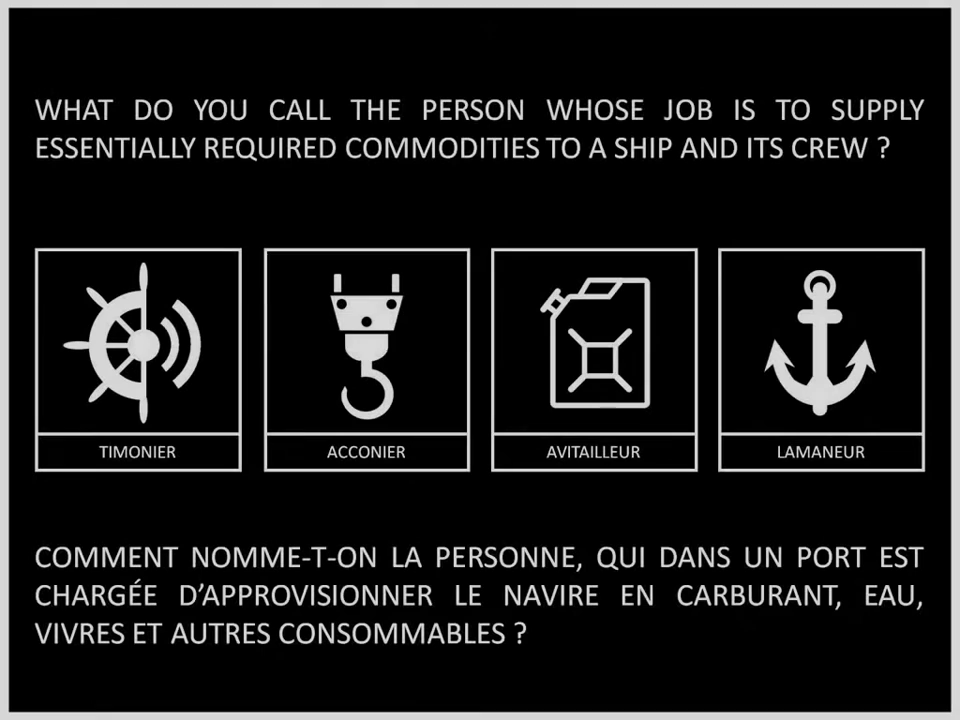 WHAT DO YOU CALL THE PERSON WHOSE JOB IS TO SUPPLY
ESSENTIALLY REQUIRED COMMODITIES TO A SHIP AND ITS CREW ?
TIMONIER
ACCONIER
AVITAILLEUR
LAMANEUR
COMMENT NOMME-T-ON LA PERSONNE, QUI DANS UN PORT EST
CHARGÉE D’APPROVISIONNER LE NAVIRE EN CARBURANT, EAU,
VIVRES ET AUTRES CONSOMMABLES ?